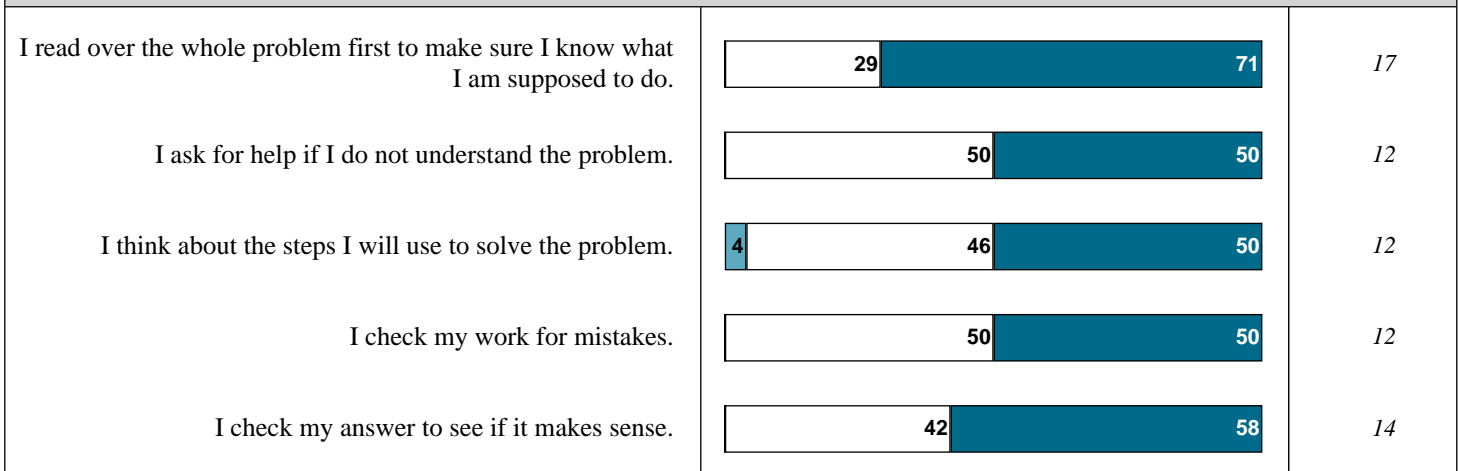 I read over the whole problem first to make sure I know what
I am supposed to do.
29
71
17
I ask for help if I do not understand the problem.
50
50
12
I think about the steps I will use to solve the problem.
4
46
50
12
I check my work for mistakes.
50
50
12
I check my answer to see if it makes sense.
42
58
14